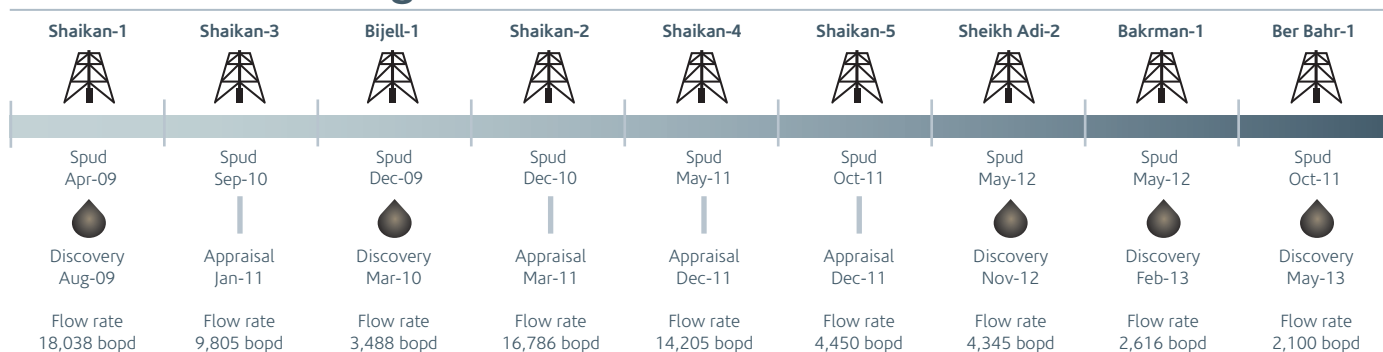 Shaikan-1
Spud
Apr-09
Discovery
Aug-09
Flow rate
18,038 bopd
Shaikan-3
Spud
Sep-10
Appraisal
Jan-11
Flow rate
9,805 bopd
Bijell-1
Spud
Dec-09
Discovery
Mar-10
Flow rate
3,488 bopd
Shaikan-2
Spud
Dec-10
Appraisal
Mar-11
Flow rate
16,786 bopd
Shaikan-4
Spud
May-11
Appraisal
Dec-11
Flow rate
14,205 bopd
Shaikan-5
Spud
Oct-11
Appraisal
Dec-11
Flow rate
4,450 bopd
Sheikh Adi-2
Spud
May-12
Discovery
Nov-12
Flow rate
4,345 bopd
Bakrman-1
Spud
May-12
Discovery
Feb-13
Flow rate
2,616 bopd
Ber Bahr-1
Spud
Oct-11
Discovery
May-13
Flow rate
2,100 bopd